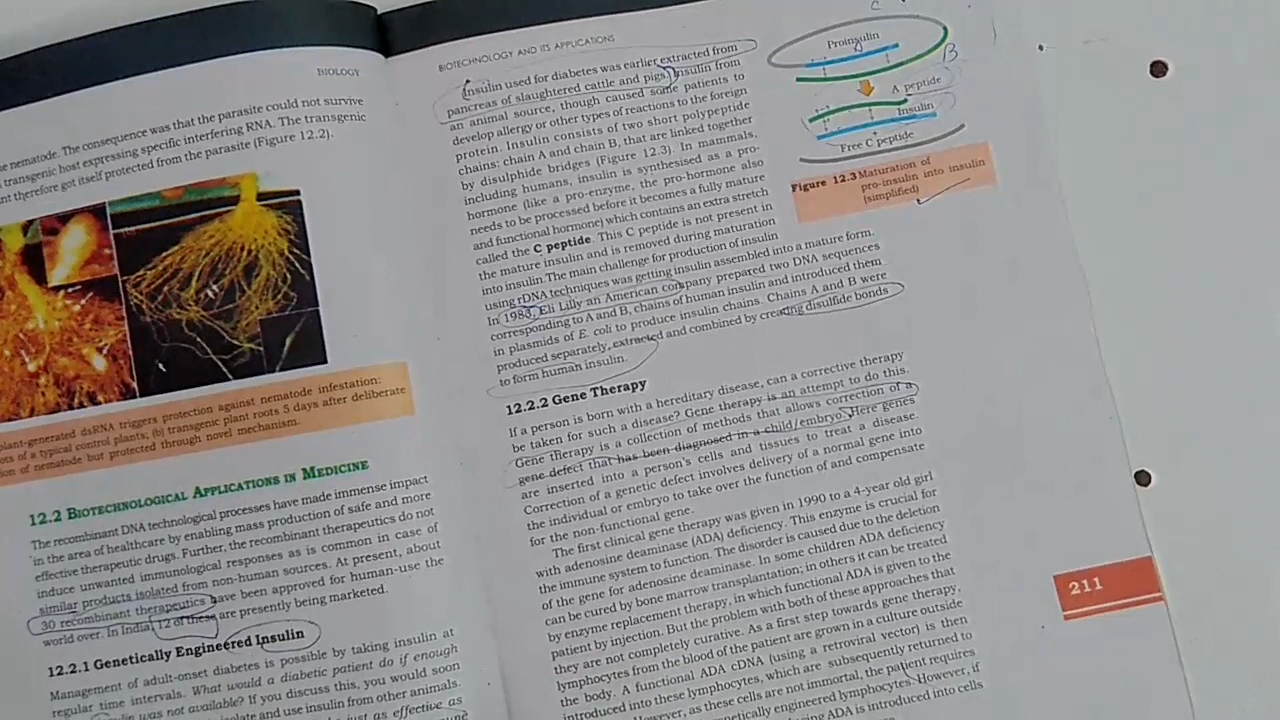 BIOLOGY
e nematode. The consequence was that the parasite could not survive
transgenic host expressing specific interfering RNA. The transgenic
nt therefore got itself protected from the parasite (Figure 12.2).
plant-generated dsRNA triggers protection against nematode infestation:
ots of a typical control plants; (b) transgenic plant roots 5 days after deliberate
ion of nematode but protected through novel mechanism.
12.2 BIOTECHNOLOGICAL APPLICATIONS IN MEDICINE
The recombinant DNA technological processes have made immense impact
in the area of healthcare by enabling mass production of safe and more
effective therapeutic drugs. Further, the recombinant therapeutics do not
induce unwanted immunological responses as is common in case of
similar products isolated from non-human sources. At present, about
30 recombinant therapeutics have been approved for human-use the
world over. In India, 12 of these are presently being marketed.
12.2.1 Genetically Engineered Insulin
Management of adult-onset diabetes is possible by taking insulin at
regular time intervals. What would a diabetic patient do if enough
was not available? If you discuss this, you would soon
and use insulin from other animals.
just as effective as
BIOTECHNOLOGY AND ITS APPLICATIONS
Insulin used for diabetes was earlier extracted from
pancreas of slaughtered cattle and pigs. Insulin from
an animal source, though caused some patients to
develop allergy or other types of reactions to the foreign
protein. Insulin consists of two short polypeptide
chains: chain A and chain B, that are linked together
by disulphide bridges (Figure 12.3). In mammals,
including humans, insulin is synthesised as a pro-
hormone (like a pro-enzyme, the pro-hormone also
needs to be processed before it becomes a fully mature
and functional hormone) which contains an extra stretch
called the C peptide. This C peptide is not present in
the mature insulin and is removed during maturation
into insulin.The main challenge for production of insulin
using rDNA techniques was getting insulin assembled into a mature form.
In 1983, Eli Lilly an American company prepared two DNA sequences
corresponding to A and B, chains of human insulin and introduced them
in plasmids of E. coli to produce insulin chains. Chains A and B were
produced separately, extracted and combined by creating disulfide bonds
to form human insulin.
C
Proinsulin
B
A peptide
Insulin
+
Free C peptide
Figure 12.3 Maturation of
pro-insulin into insulin
(simplified)
12.2.2 Gene Therapy
If a person is born with a hereditary disease, can a corrective therapy
be taken for such a disease? Gene therapy is an attempt to do this.
Gene therapy is a collection of methods that allows correction of a
gene defect that has been diagnosed in a child/embryo. Here genes
are inserted into a person's cells and tissues to treat a disease.
Correction of a genetic defect involves delivery of a normal gene into
the individual or embryo to take over the function of and compensate
for the non-functional gene.
The first clinical gene therapy was given in 1990 to a 4-year old girl
with adenosine deaminase (ADA) deficiency. This enzyme is crucial for
the immune system to function. The disorder is caused due to the deletion
of the gene for adenosine deaminase. In some children ADA deficiency
can be cured by bone marrow transplantation; in others it can be treated
by enzyme replacement therapy, in which functional ADA is given to the
patient by injection. But the problem with both of these approaches that
they are not completely curative. As a first step towards gene therapy,
lymphocytes from the blood of the patient are grown in a culture outside
the body. A functional ADA cDNA (using a retroviral vector) is then
introduced into these lymphocytes, which are subsequently returned to
However, as these cells are not immortal, the patient requires
genetically engineered lymphocytes. However, if
ADA is introduced into cells
211